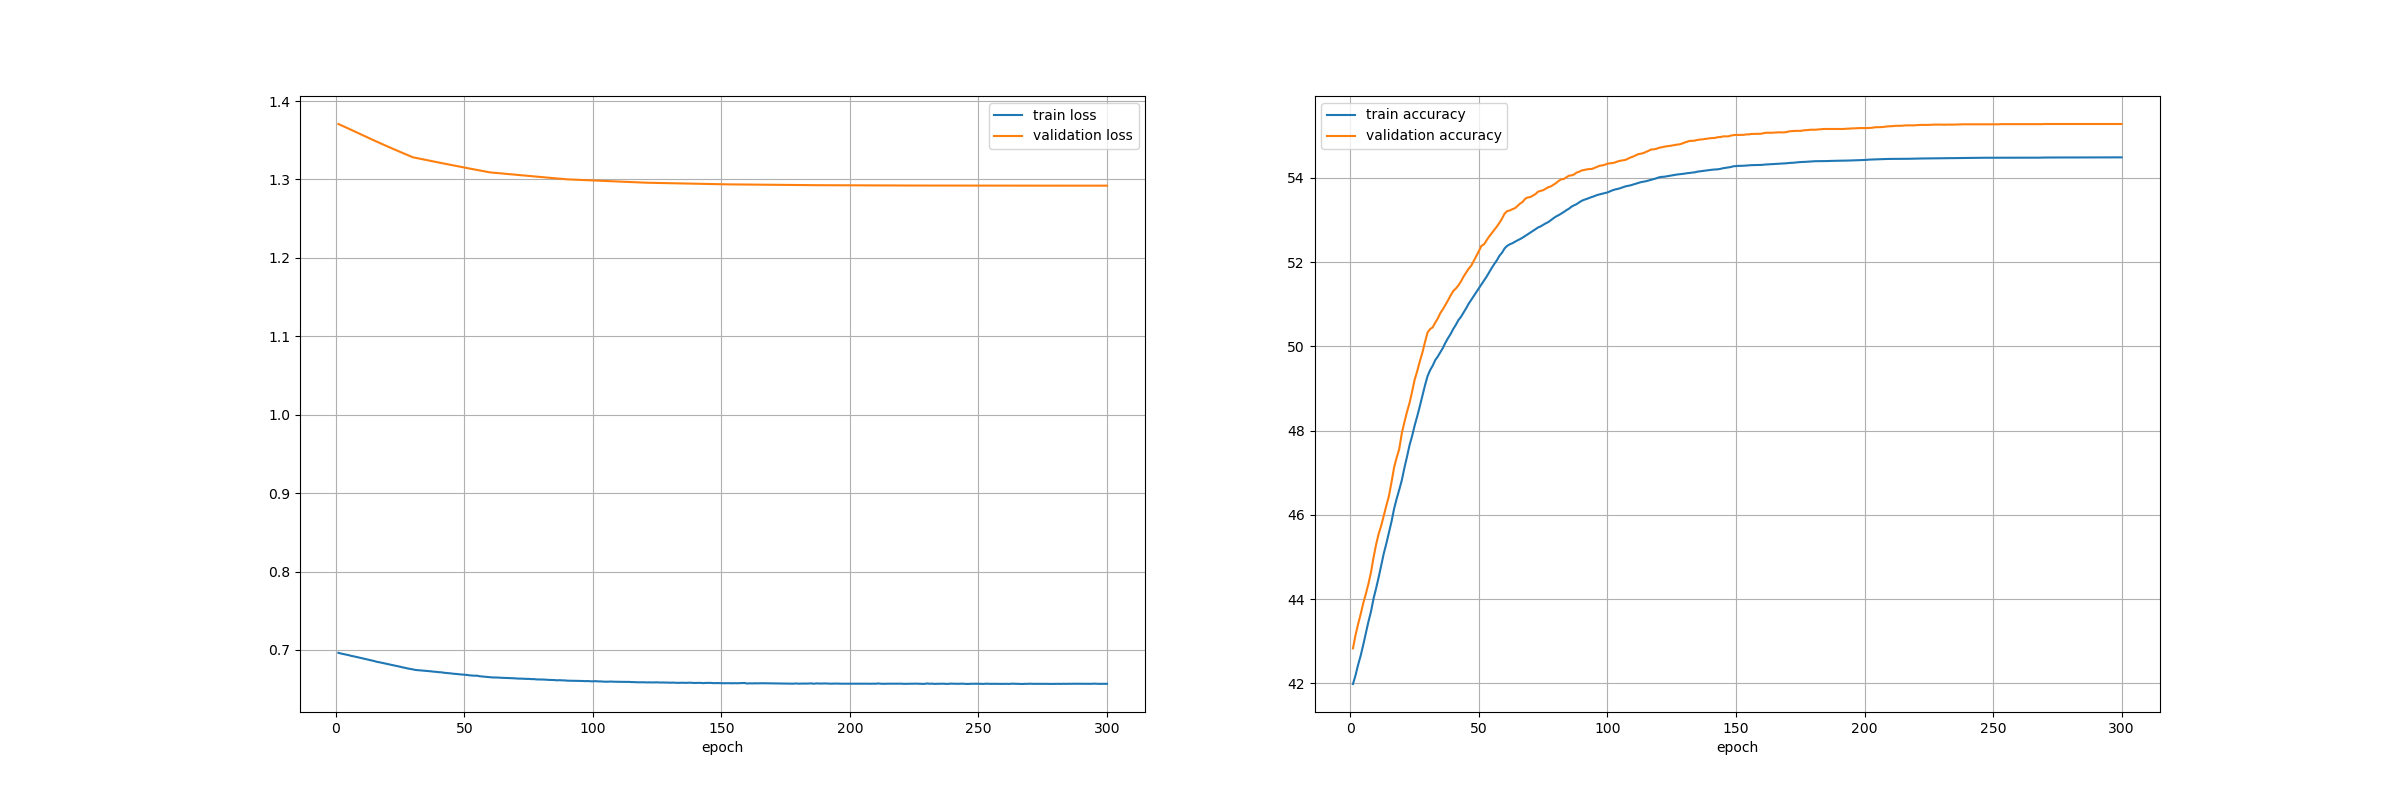 1.4
1.3
1.2
1.1
1.0
0.9
0.8
0.7
0 50 100 150 200 250 300
epoch
train loss
validation loss
54
52
50
48
46
44
42
0 50 100 150 200 250 300
epoch
train accuracy
validation accuracy